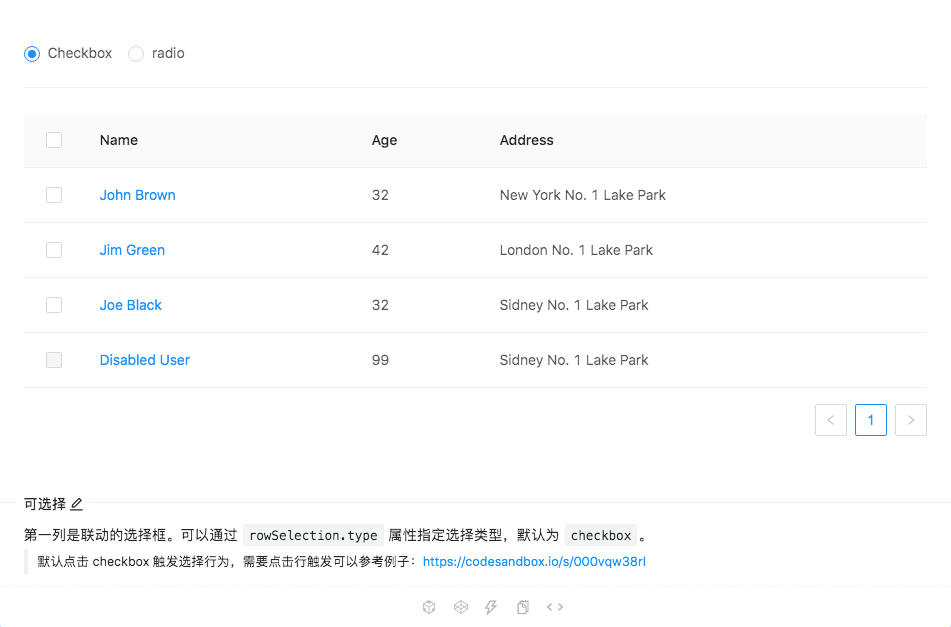 Checkbox radio
Name Age Address
John Brown 32 New York No. 1 Lake Park
Jim Green 42 London No. 1 Lake Park
Joe Black 32 Sidney No. 1 Lake Park
Disabled User 99 Sidney No. 1 Lake Park
< 1 >
可选择
第一列是联动的选择框。可以通过 rowSelection.type 属性指定选择类型，默认为 checkbox 。
默认点击 checkbox 触发选择行为，需要点击行触发可以参考例子：https://codesandbox.io/s/000vqw38rl